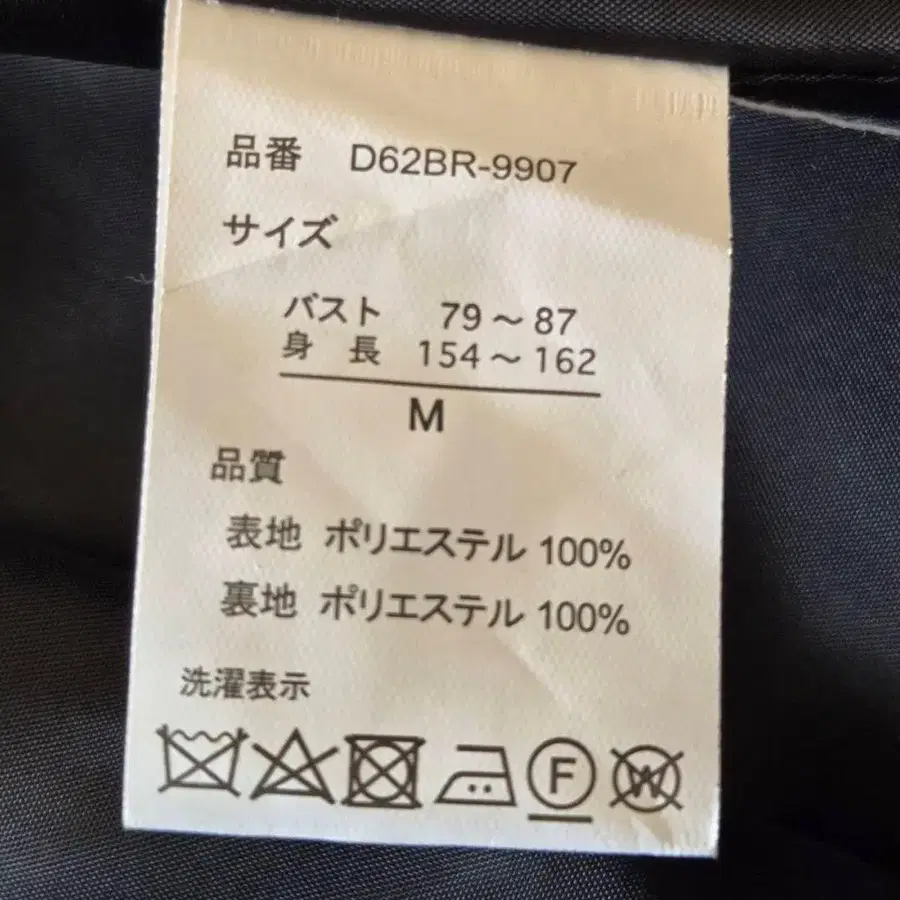 品番 D62BR-9907
サイズ
バスト 79～87
身 長 154～162
M
品質
表地 ポリエステル 100%
裏地 ポリエステル 100%
洗濯表示
F W